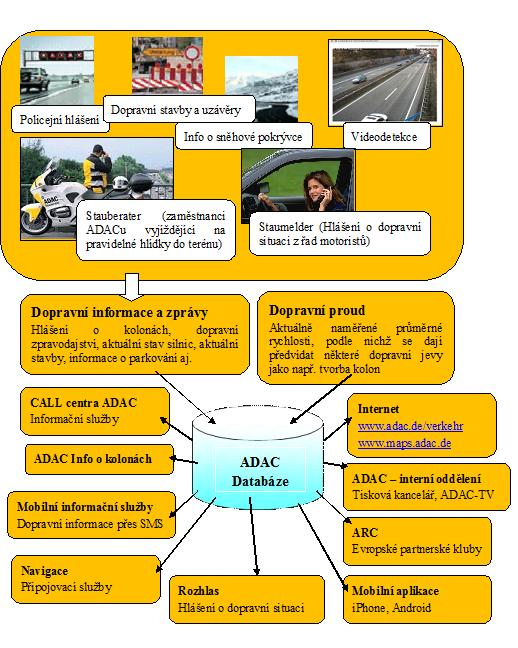 Policejní hlášení
Dopravní stavby a uzávěry
Info o sněhové pokrývce
Videodetekce
ADAC
Stauberater (zaměstnanci
ADACu vyjíždějící na
pravidelné hlídky do terénu)
Staumelder (Hlášení o dopravní
situaci z řad motoristů)
Dopravní informace a zprávy
Hlášení o kolonách, dopravní
zpravodajství, aktuální stav silnic, aktuální
stavby, informace o parkování aj.
Dopravní proud
Aktuálně naměřené průměrné
rychlosti, podle nichž se dají
předvídat některé dopravní jevy
jako např. tvorba kolon
CALL centra ADAC
Informační služby
ADAC Info o kolonách
Mobilní informační služby
Dopravní informace přes SMS
Navigace
Připojovací služby
ADAC
Databáze
Rozhlas
Hlášení o dopravní situaci
Internet
www.adac.de/verkehr
www.maps.adac.de
ADAC – interní oddělení
Tisková kancelář, ADAC-TV
ARC
Evropské partnerské kluby
Mobilní aplikace
iPhone, Android